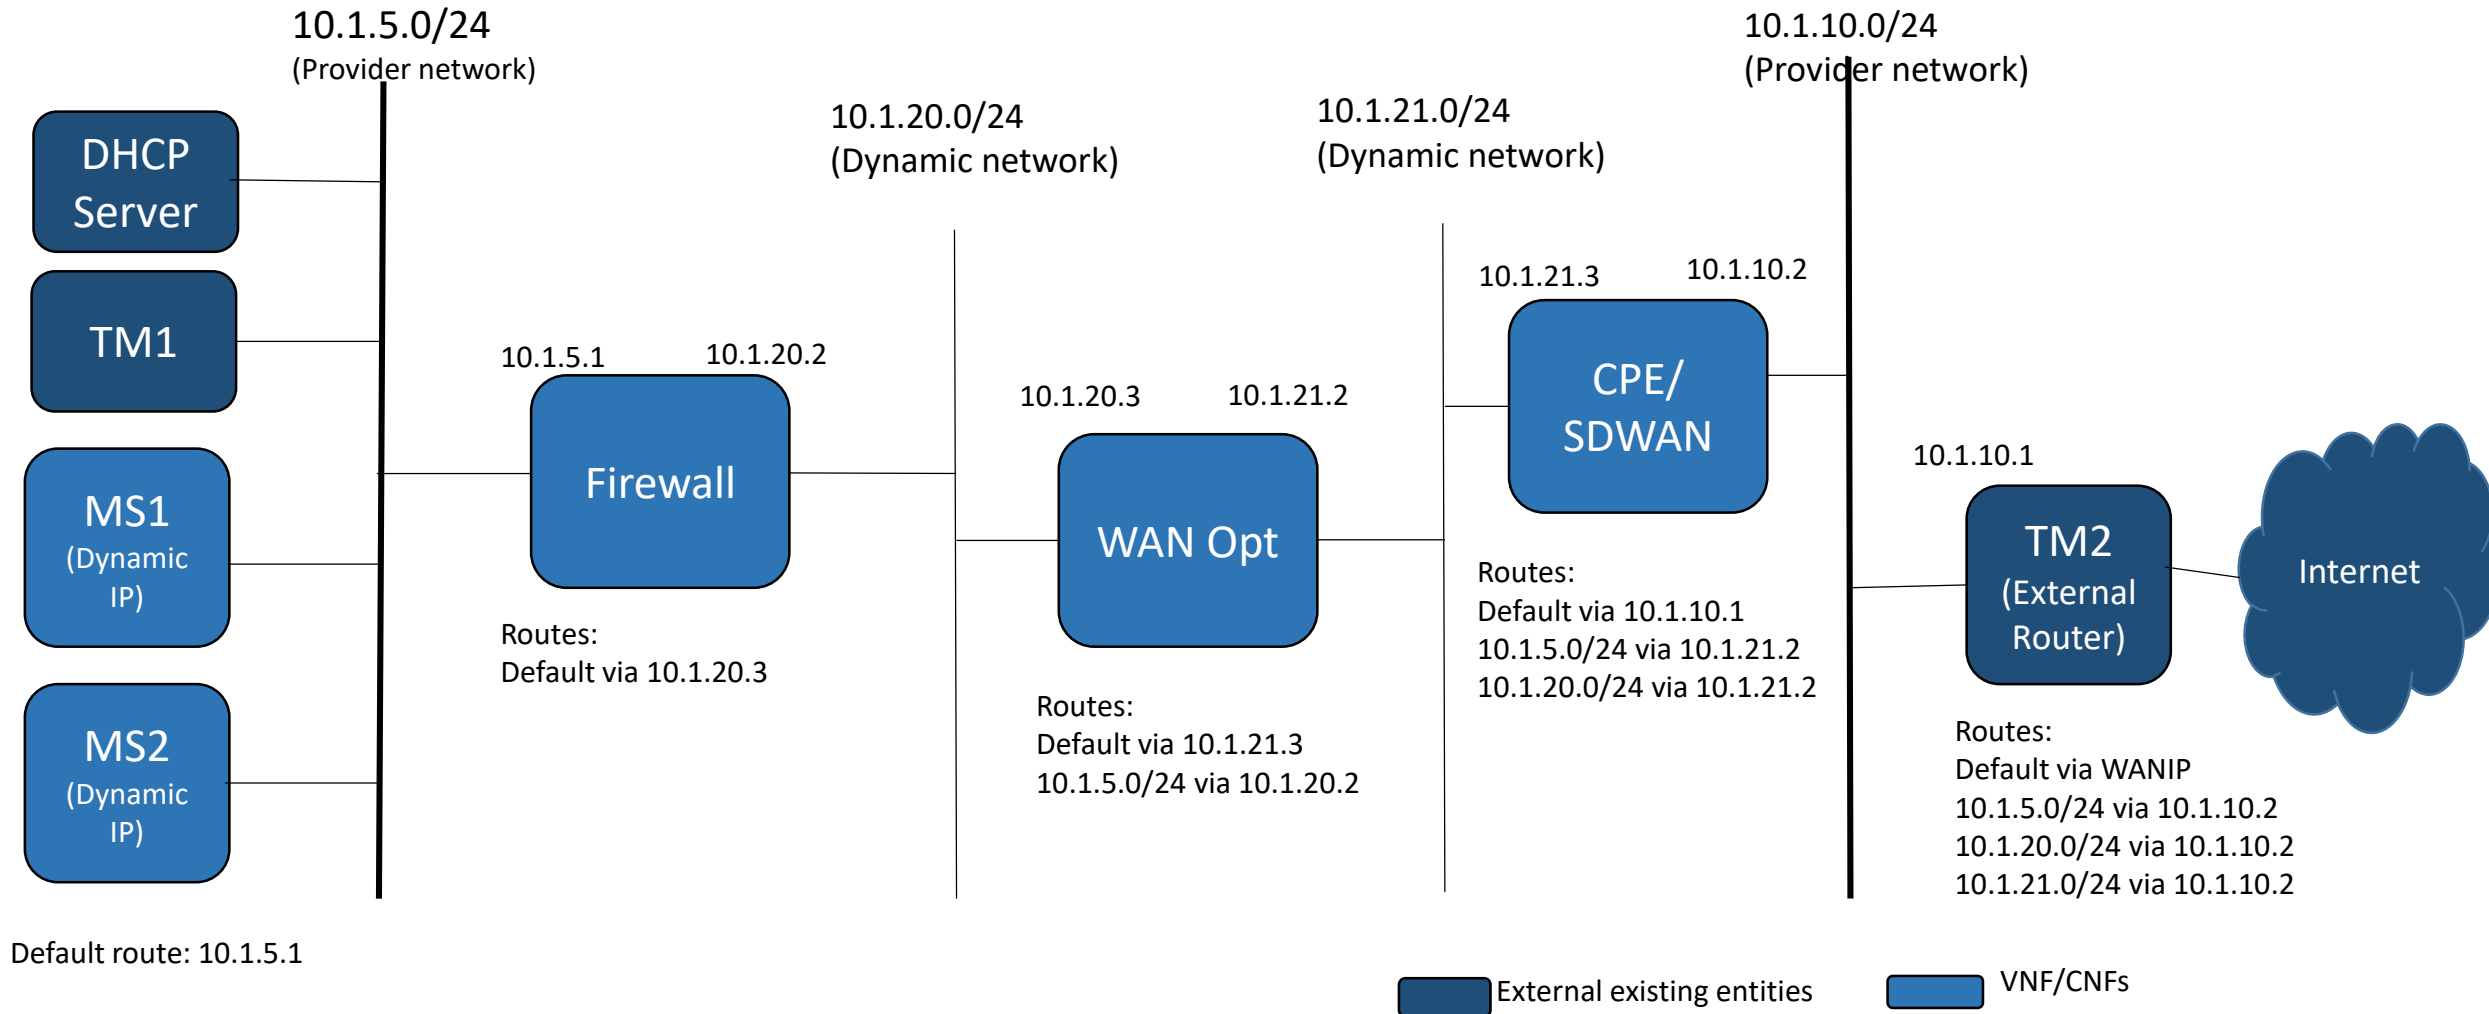 10.1.5.0/24
(Provider network)
10.1.20.0/24
(Dynamic network)
10.1.21.0/24
(Dynamic network)
10.1.10.0/24
(Provider network)
DHCP
Server
TM1
MS1
(Dynamic
IP)
MS2
(Dynamic
IP)
Default route: 10.1.5.1
10.1.5.1
10.1.20.2
Firewall
Routes:
Default via 10.1.20.3
10.1.20.3
10.1.21.2
WAN Opt
Routes:
Default via 10.1.21.3
10.1.5.0/24 via 10.1.20.2
10.1.21.3
10.1.10.2
CPE/
SDWAN
Routes:
Default via 10.1.10.1
10.1.5.0/24 via 10.1.21.2
10.1.20.0/24 via 10.1.21.2
10.1.10.1
TM2
(External
Router)
Internet
Routes:
Default via WANIP
10.1.5.0/24 via 10.1.10.2
10.1.20.0/24 via 10.1.10.2
10.1.21.0/24 via 10.1.10.2
External existing entities
VNF/CNFs